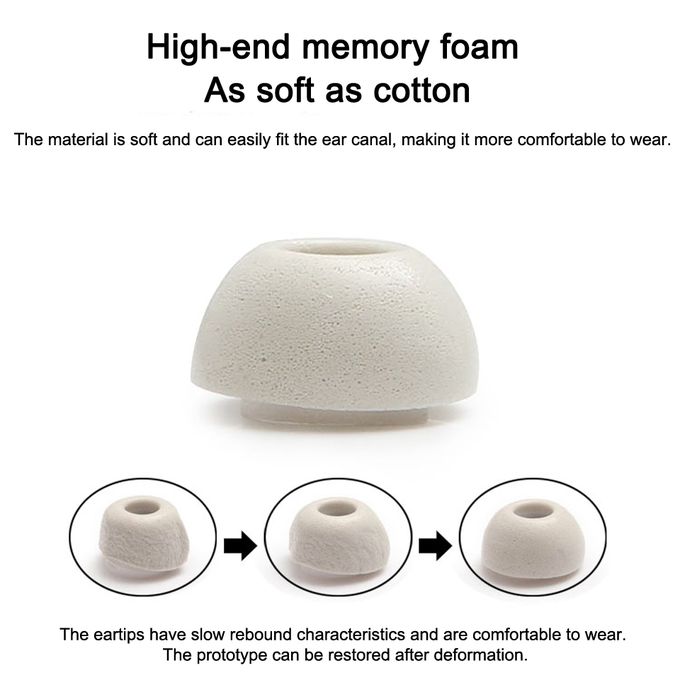 High-end memory foam
As soft as cotton
The material is soft and can easily fit the ear canal, making it more comfortable to wear.
The eartips have slow rebound characteristics and are comfortable to wear.
The prototype can be restored after deformation.